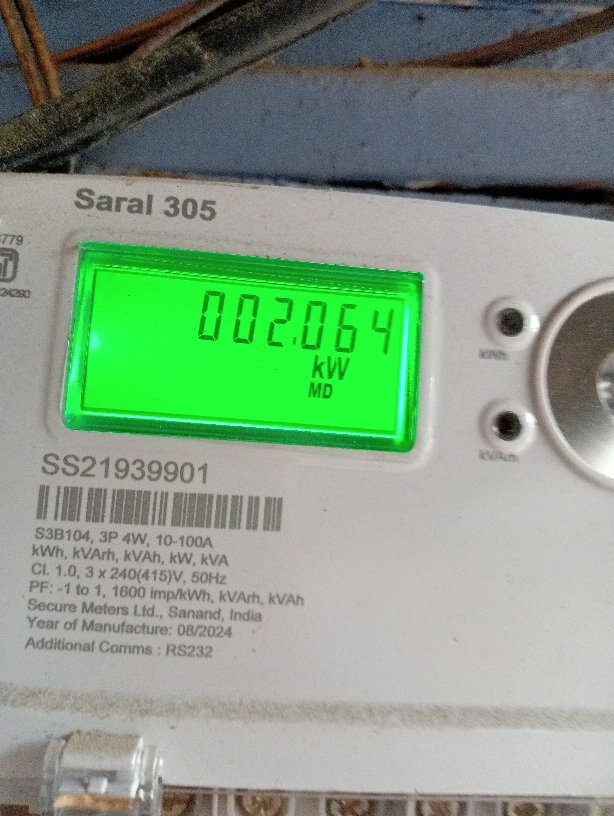 Saral 305
002.064
kW
MD
kWh
kVArh
SS21939901
S3B104, 3P 4W, 10-100A
kWh, kVArh, kVAh, kW, kVA
Cl. 1.0, 3 x 240(415)V, 50Hz
PF: -1 to 1, 1600 imp/kWh, kVArh, kVAh
Secure Meters Ltd., Sanand, India
Year of Manufacture: 08/2024
Additional Comms : RS232